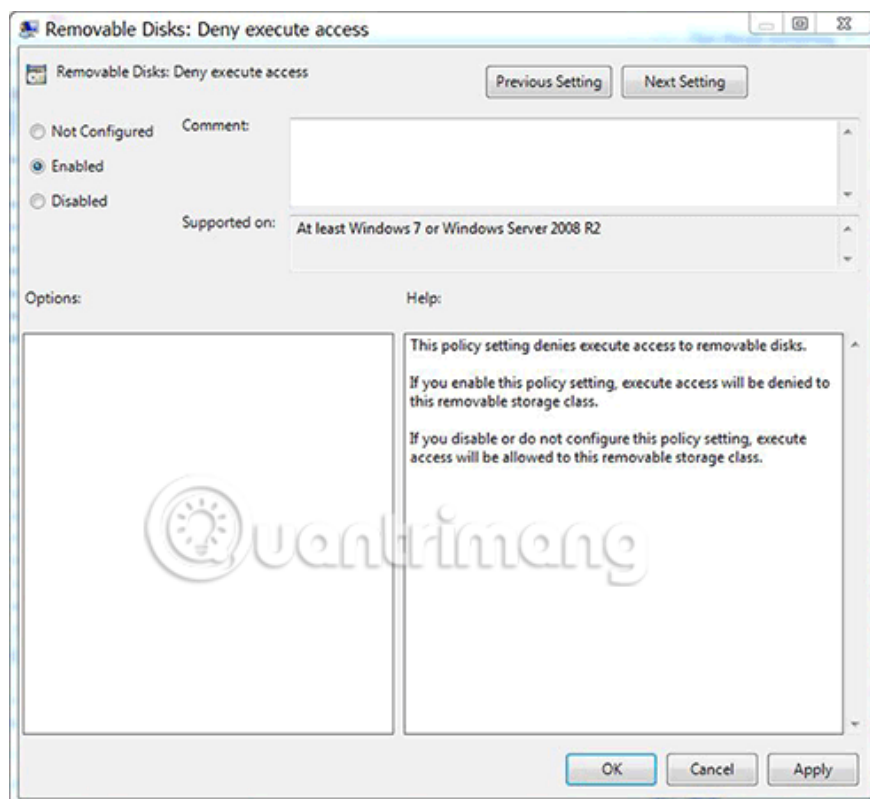 Removable Disks: Deny execute access
Removable Disks: Deny execute access
Previous Setting
Next Setting
Not Configured
Comment:
Enabled
Disabled
Supported on:
At least Windows 7 or Windows Server 2008 R2
Options:
Help:
This policy setting denies execute access to removable disks.
If you enable this policy setting, execute access will be denied to
this removable storage class.
If you disable or do not configure this policy setting, execute
access will be allowed to this removable storage class.
Quantrimang
OK
Cancel
Apply